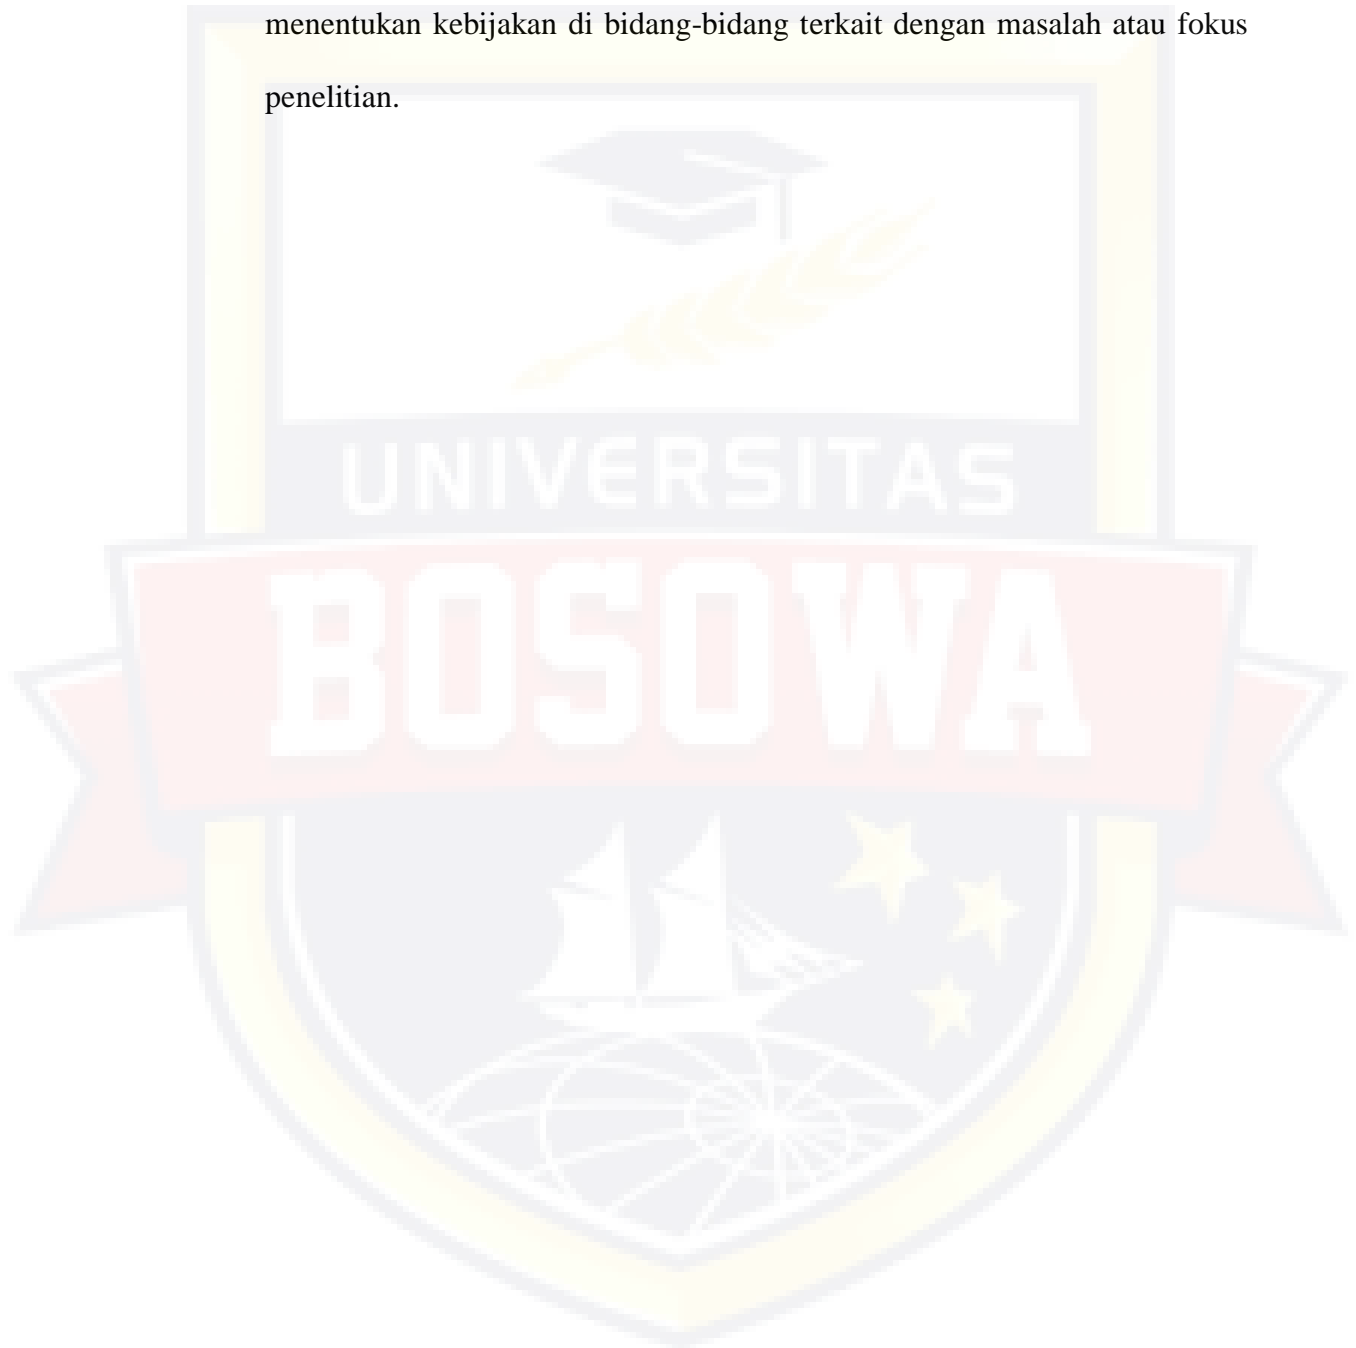 menentukan kebijakan di bidang-bidang terkait dengan masalah atau fokus
penelitian.
UNIVERSITAS
BOSOWA